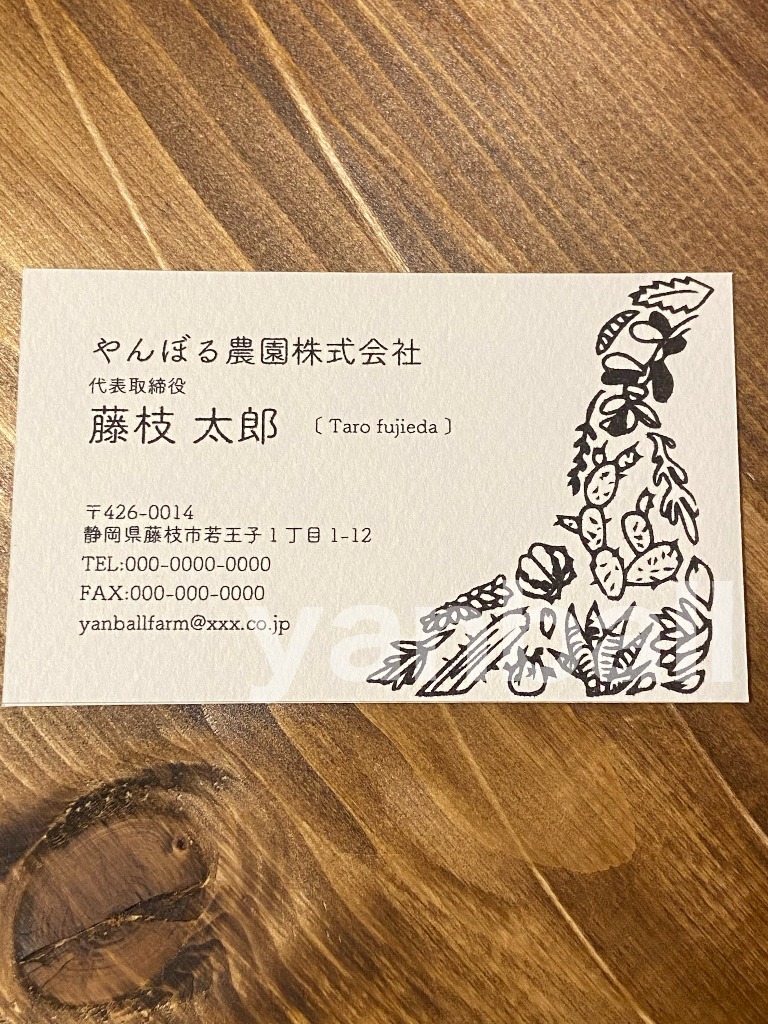 やんぼる農園株式会社
代表取締役
藤枝 太郎 〔 Taro fujieda 〕
〒426-0014
静岡県藤枝市若王子1丁目1-12
TEL:000-0000-0000
FAX:000-000-0000
yanballfarm@xxx.co.jp
yanball